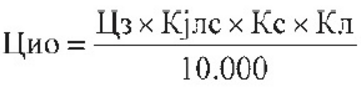 Цио = Цз × Кјлс × Кс × Кл
10.000